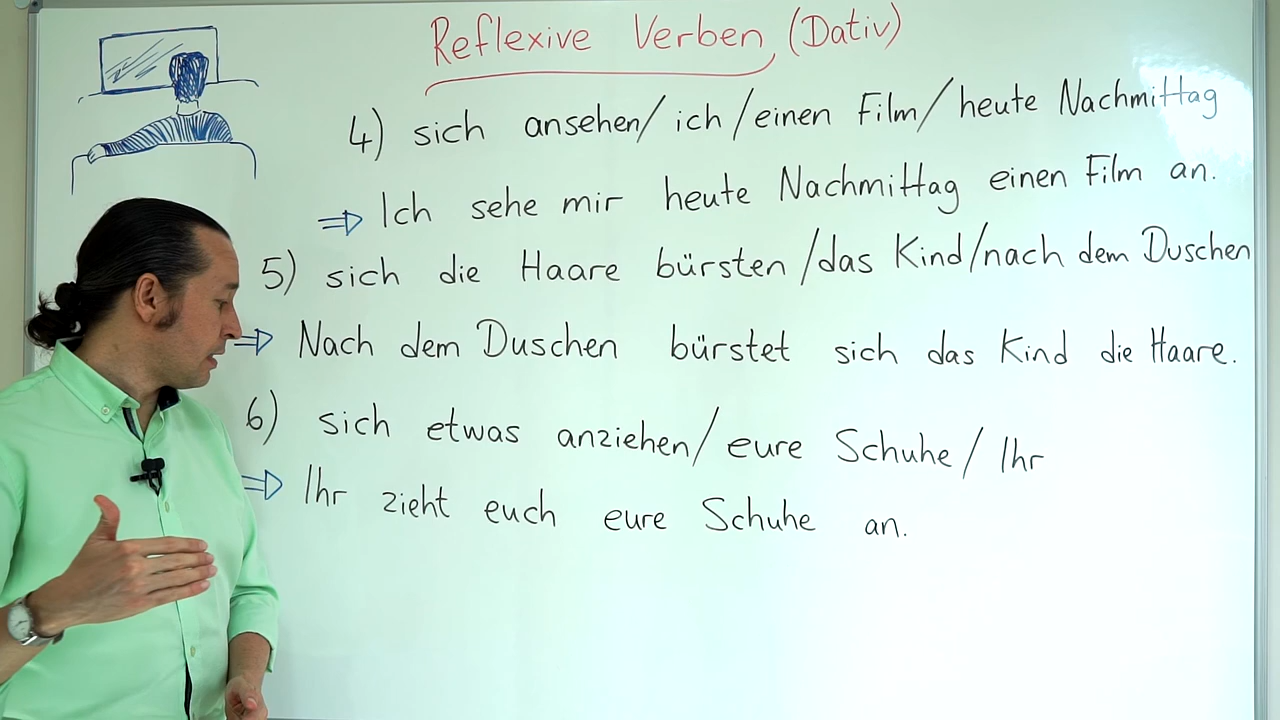 Reflexive Verben (Dativ)
4) sich ansehen/ ich /einen Film/ heute Nachmittag
⇒ Ich sehe mir heute Nachmittag einen Film an.
5) sich die Haare bürsten /das Kind/nach dem Duschen
⇒ Nach dem Duschen bürstet sich das Kind die Haare.
6) sich etwas anziehen/ eure Schuhe/ Ihr
⇒ Ihr zieht euch eure Schuhe an.